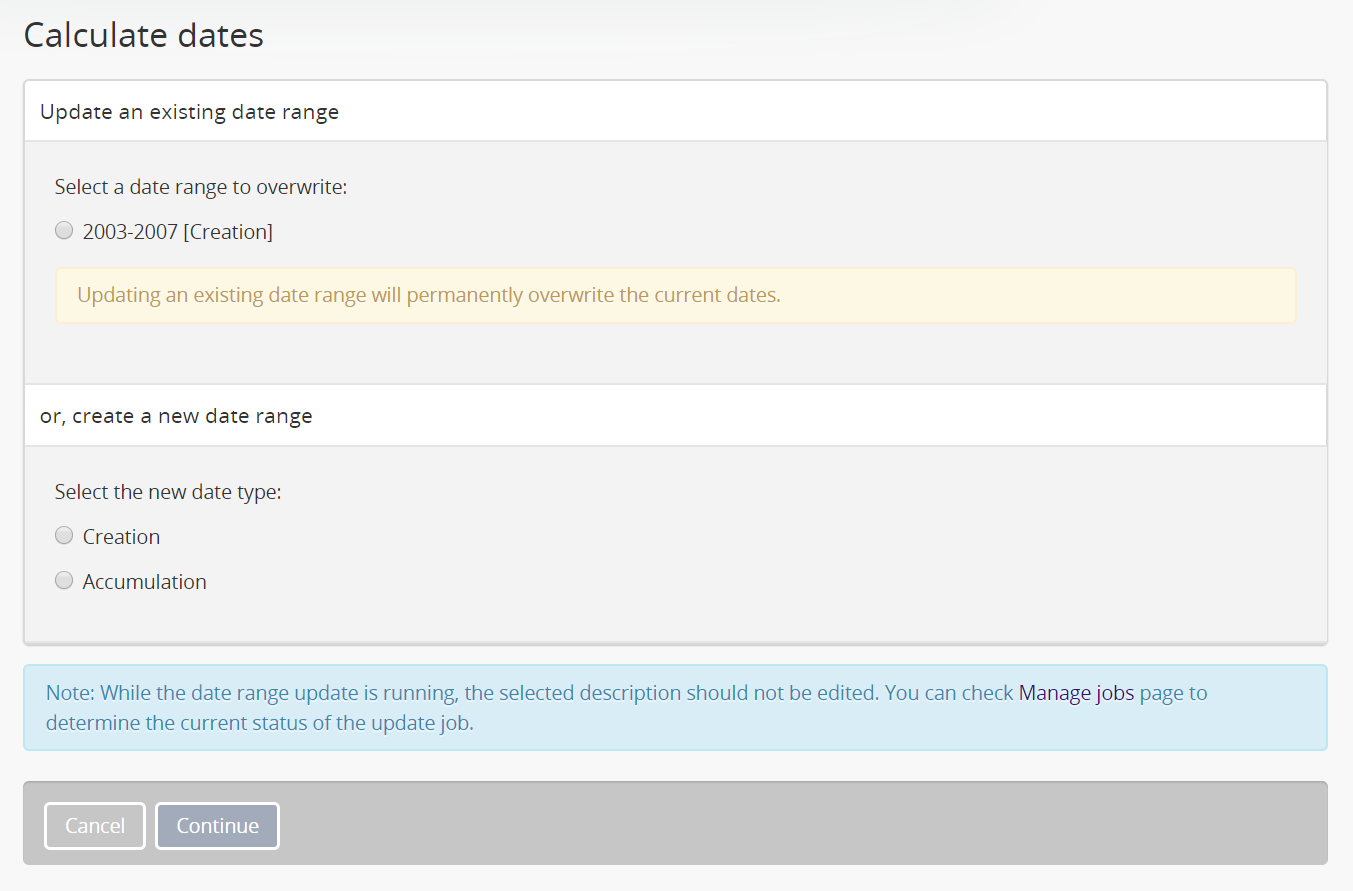 Calculate dates
Update an existing date range
Select a date range to overwrite:
2003-2007 [Creation]
Updating an existing date range will permanently overwrite the current dates.
or, create a new date range
Select the new date type:
Creation
Accumulation
Note: While the date range update is running, the selected description should not be edited. You can check Manage jobs page to
determine the current status of the update job.
Cancel
Continue